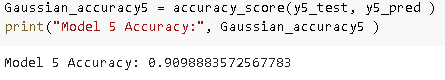 Gaussian_accuracy5 = accuracy_score(y5_test, y5_pred )
print("Model 5 Accuracy:", Gaussian_accuracy5 )
Model 5 Accuracy: 0.9098883572567783